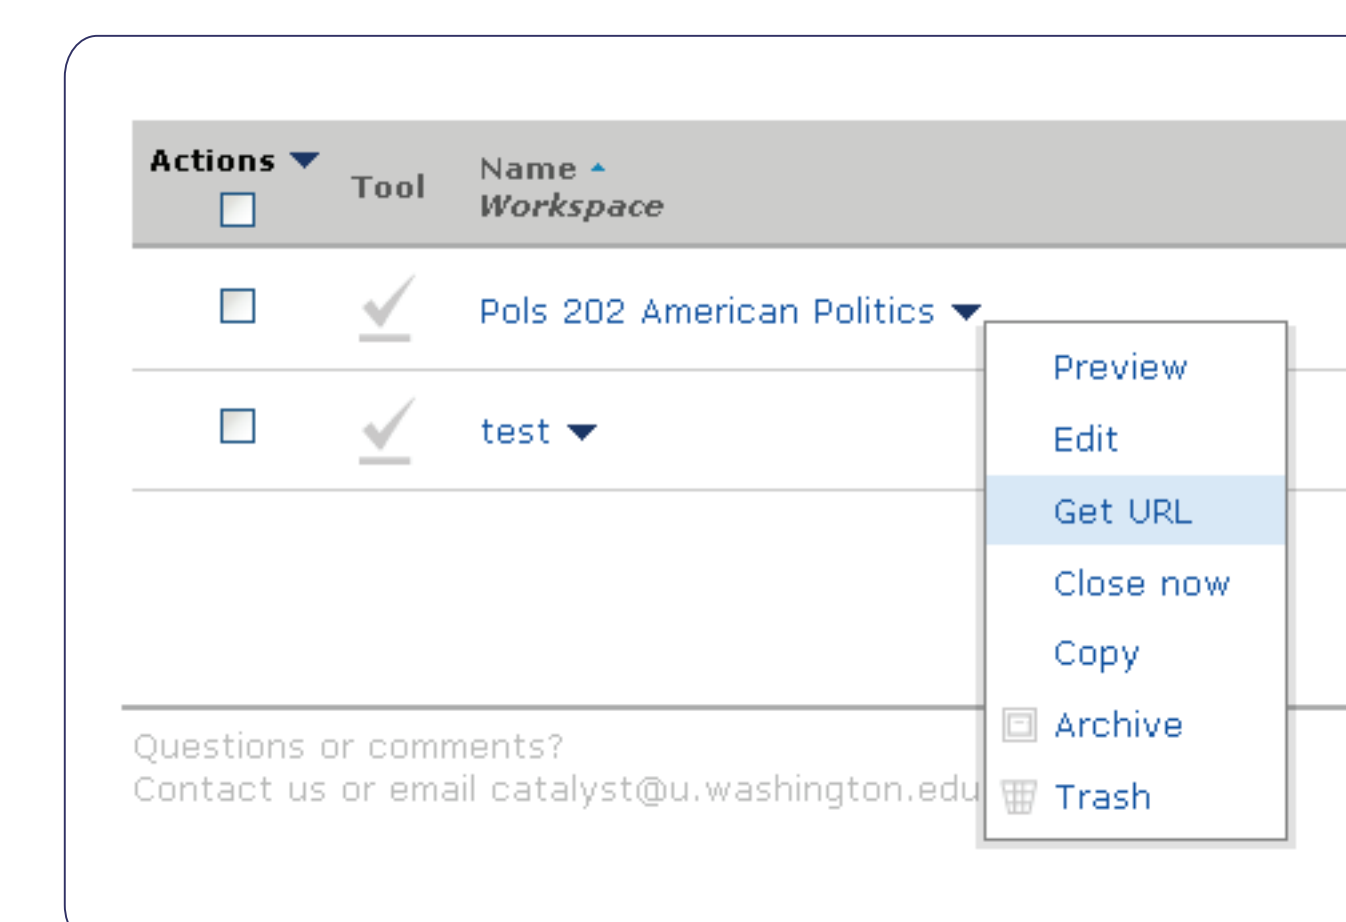 Actions
Tool
Name
Workspace
Pols 202 American Politics
test
Preview
Edit
Get URL
Close now
Copy
Archive
Trash
Questions or comments?
Contact us or email catalyst@u.washington.edu